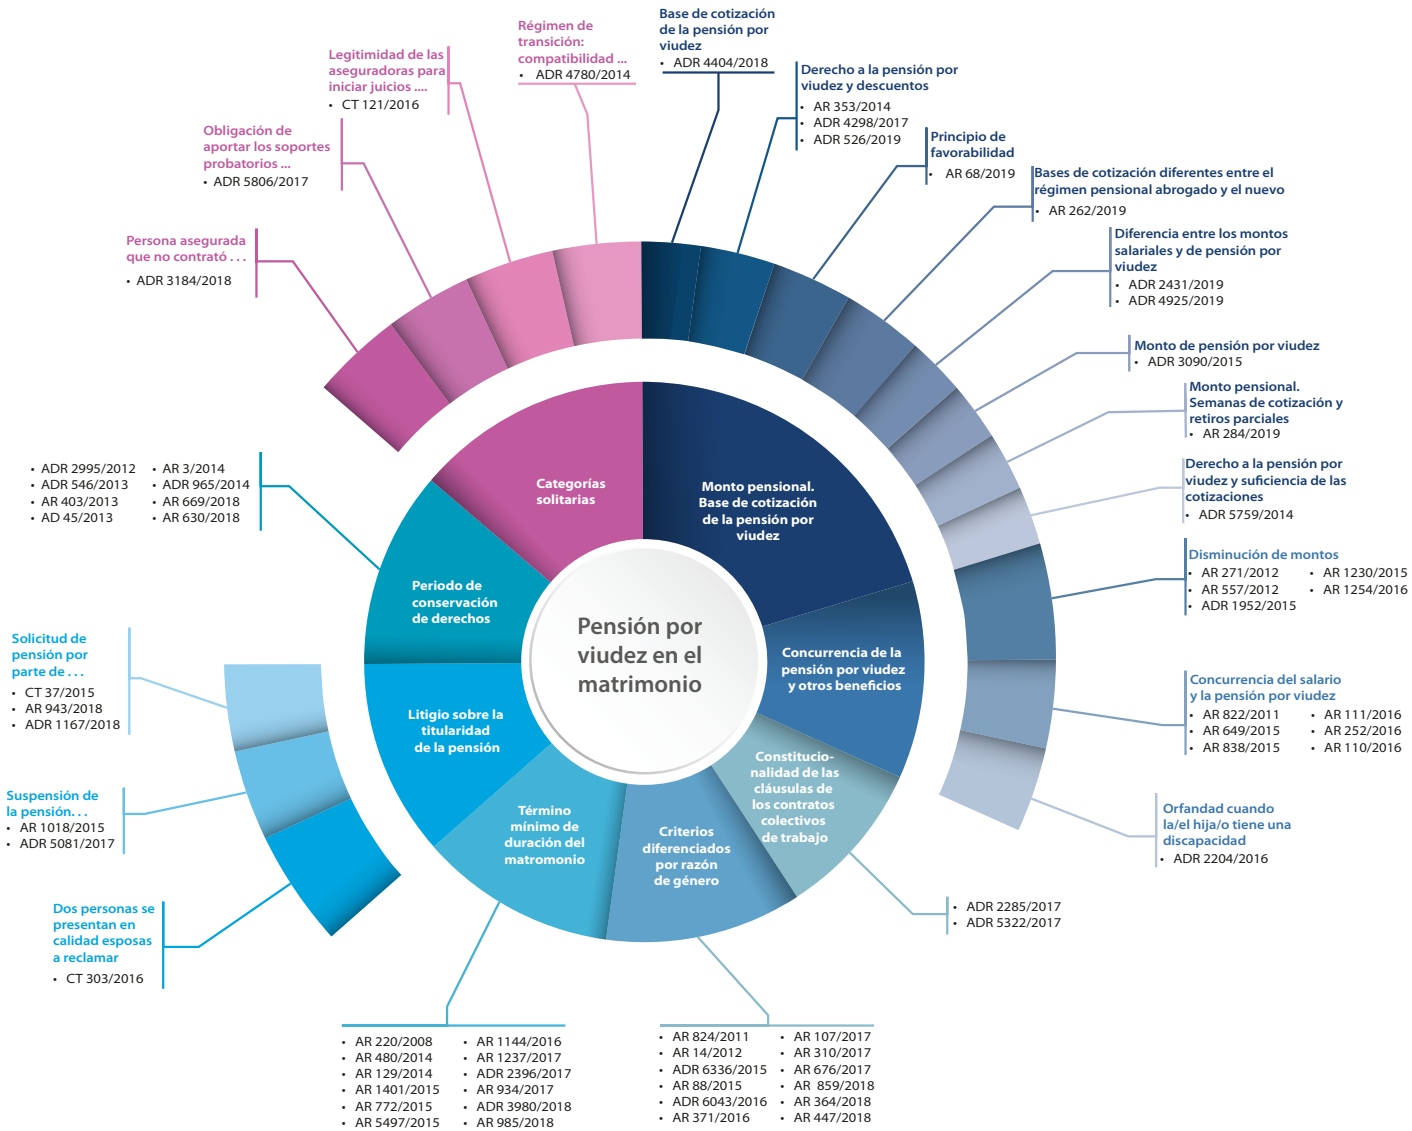 Pensión por
viudez en el
matrimonio
Monto pensional.
Base de cotización
de la pensión por
viudez
Base de cotización
de la pensión por
viudez
• ADR 4404/2018
Derecho a la pensión por
viudez y descuentos
• AR 353/2014
• ADR 4298/2017
• ADR 526/2019
Principio de
favorabilidad
• AR 68/2019
Bases de cotización diferentes entre el
régimen pensional abrogado y el nuevo
• AR 262/2019
Diferencia entre los montos
salariales y de pensión por
viudez
• ADR 2431/2019
• ADR 4925/2019
Monto de pensión por viudez
• ADR 3090/2015
Monto pensional.
Semanas de cotización y
retiros parciales
• AR 284/2019
Derecho a la pensión por
viudez y suficiencia de las
cotizaciones
• ADR 5759/2014
Concurrencia de la
pensión por viudez
y otros beneficios
Disminución de montos
• AR 271/2012
• AR 557/2012
• ADR 1952/2015
• AR 1230/2015
• AR 1254/2016
Concurrencia del salario
y la pensión por viudez
• AR 822/2011
• AR 649/2015
• AR 838/2015
• AR 111/2016
• AR 252/2016
• AR 110/2016
Orfandad cuando
la/el hija/o tiene una
discapacidad
• ADR 2204/2016
Constitucio-
nalidad de las
cláusulas de
los contratos
colectivos
de trabajo
• ADR 2285/2017
• ADR 5322/2017
Criterios
diferenciados
por razón
de género
• AR 824/2011
• AR 14/2012
• ADR 6336/2015
• AR 88/2015
• ADR 6043/2016
• AR 371/2016
• AR 107/2017
• AR 310/2017
• AR 676/2017
• AR 859/2018
• AR 364/2018
• AR 447/2018
Término
mínimo de
duración del
matromonio
• AR 220/2008
• AR 480/2014
• AR 129/2014
• AR 1401/2015
• AR 772/2015
• AR 5497/2015
• AR 1144/2016
• AR 1237/2017
• ADR 2396/2017
• AR 934/2017
• ADR 3980/2018
• AR 985/2018
Litigio sobre la
titularidad
de la pensión
Dos personas se
presentan en
calidad esposas
a reclamar
• CT 303/2016
Suspensión de
la pensión. . .
• AR 1018/2015
• ADR 5081/2017
Solicitud de
pensión por
parte de . . .
• CT 37/2015
• AR 943/2018
• ADR 1167/2018
Periodo de
conservación
de derechos
• ADR 2995/2012
• ADR 546/2013
• AR 403/2013
• AD 45/2013
• AR 3/2014
• ADR 965/2014
• AR 669/2018
• AR 630/2018
Categorías
solitarias
Persona asegurada
que no contrató . . .
• ADR 3184/2018
Obligación de
aportar los soportes
probatorios ...
• ADR 5806/2017
Legitimidad de las
aseguradoras para
iniciar juicios ....
• CT 121/2016
Régimen de
transición:
compatibilidad ...
• ADR 4780/2014